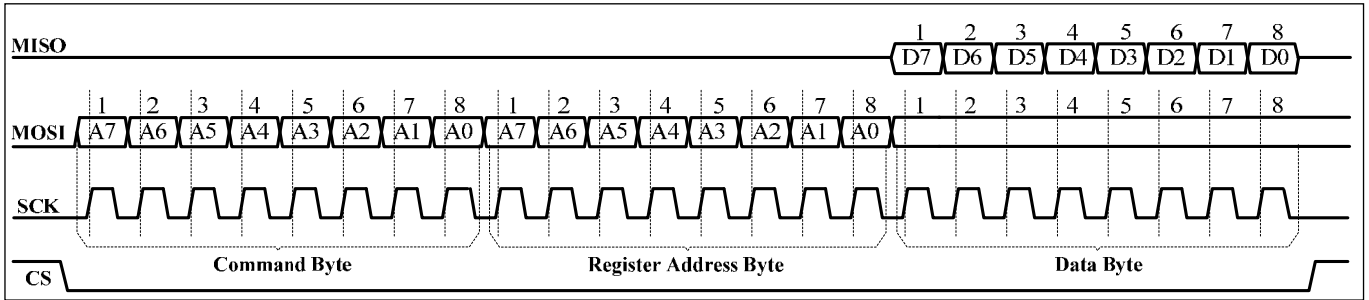 1 2 3 4 5 6 7 8
MISO D7 D6 D5 D4 D3 D2 D1 D0
1 2 3 4 5 6 7 8 1 2 3 4 5 6 7 8 1 2 3 4 5 6 7 8
MOSI A7 A6 A5 A4 A3 A2 A1 A0 A7 A6 A5 A4 A3 A2 A1 A0
SCK
Command Byte Register Address Byte Data Byte
CS